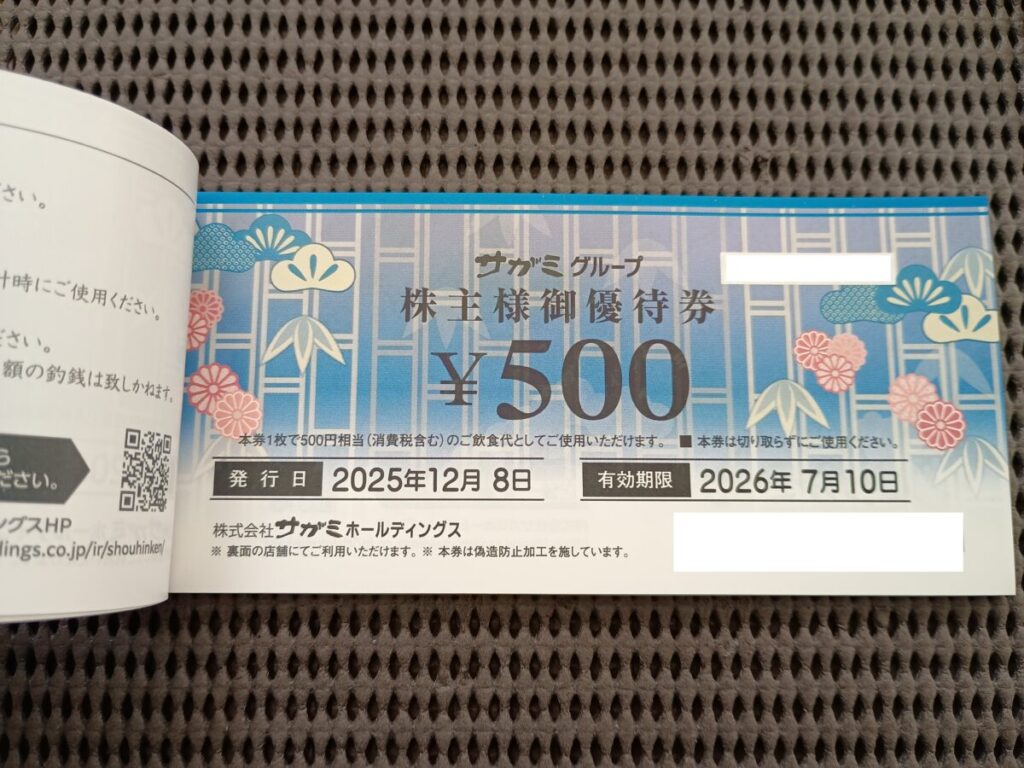 ださい。
計時にご使用ください。
ださい。
額の釣銭は致しかねます。
ら
ださい。
ングスHP
dings.co.jp/ir/shouhinken/
サガミグループ
株主様御優待券
¥500
本券1枚で500円相当(消費税含む)のご飲食代としてご使用いただけます。 ■ 本券は切り取らずにご使用ください。
発行日 2025年12月 8日 有効期限 2026年 7月10日
株式会社サガミホールディングス
※ 裏面の店舗にてご利用いただけます。※ 本券は偽造防止加工を施しています。